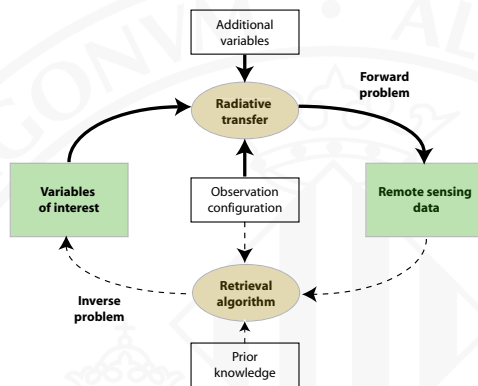 Additional
variables
Forward
problem
Radiative
transfer
Variables
of interest
Observation
configuration
Remote sensing
data
Retrieval
algorithm
Inverse
problem
Prior
knowledge